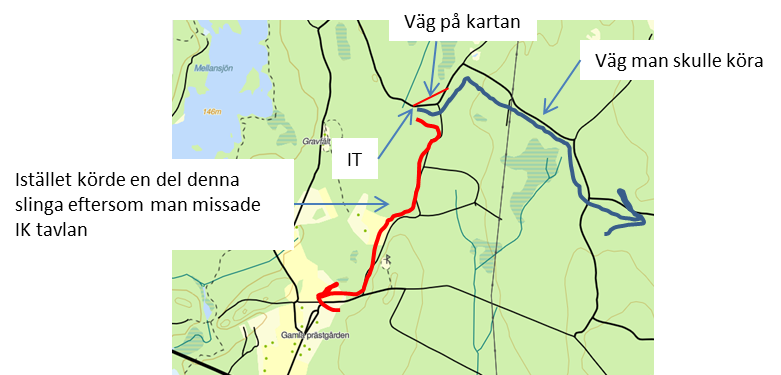 Väg på kartan
Väg man skulle köra
Mellansjön
146m
Gravfält
IT
Istället körde en del denna
slinga eftersom man missade
IK tavlan
Gamla prästgården